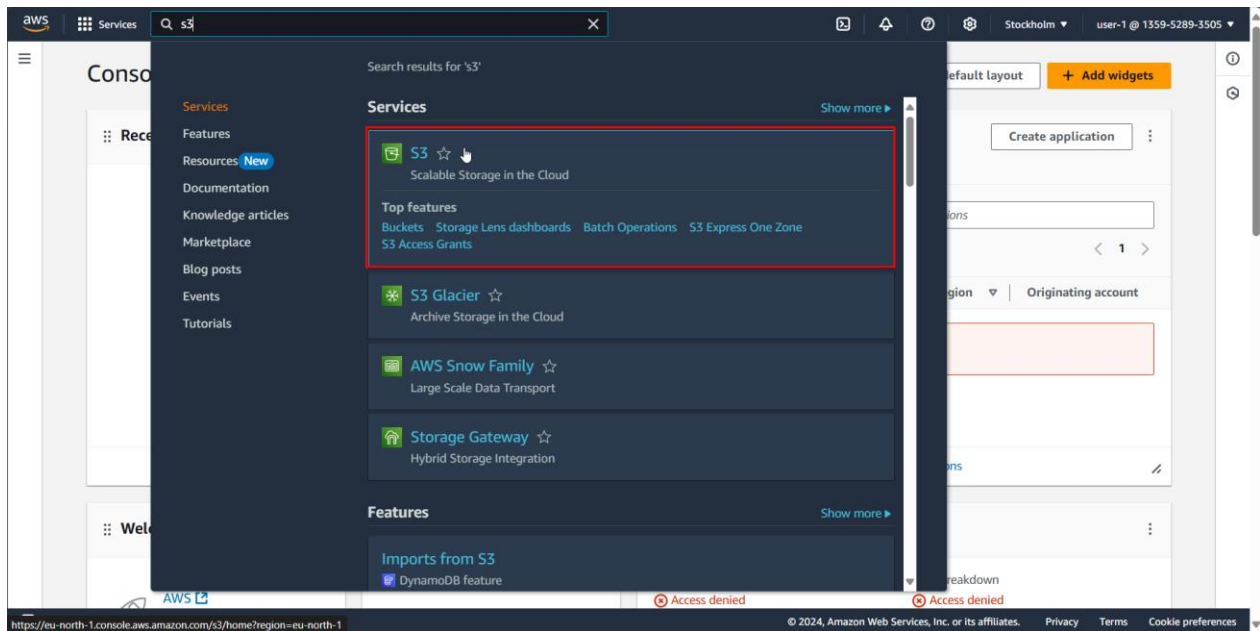 aws
Services
s3
Stockholm
user-1 @ 1359-5289-3505
Search results for 's3'
Services
Features
Resources New
Documentation
Knowledge articles
Marketplace
Blog posts
Events
Tutorials
Services
Show more
S3
Scalable Storage in the Cloud
Top features
Buckets Storage Lens dashboards Batch Operations S3 Express One Zone
S3 Access Grants
S3 Glacier
Archive Storage in the Cloud
AWS Snow Family
Large Scale Data Transport
Storage Gateway
Hybrid Storage Integration
Features
Show more
Imports from S3
DynamoDB feature
Conso
efault layout
+ Add widgets
Rece
Create application
ions
1
gion
Originating account
ons
Welc
AWS
Access denied
reakdown
Access denied
https://eu-north-1.console.aws.amazon.com/s3/home?region=eu-north-1
© 2024, Amazon Web Services, Inc. or its affiliates. Privacy Terms Cookie preferences